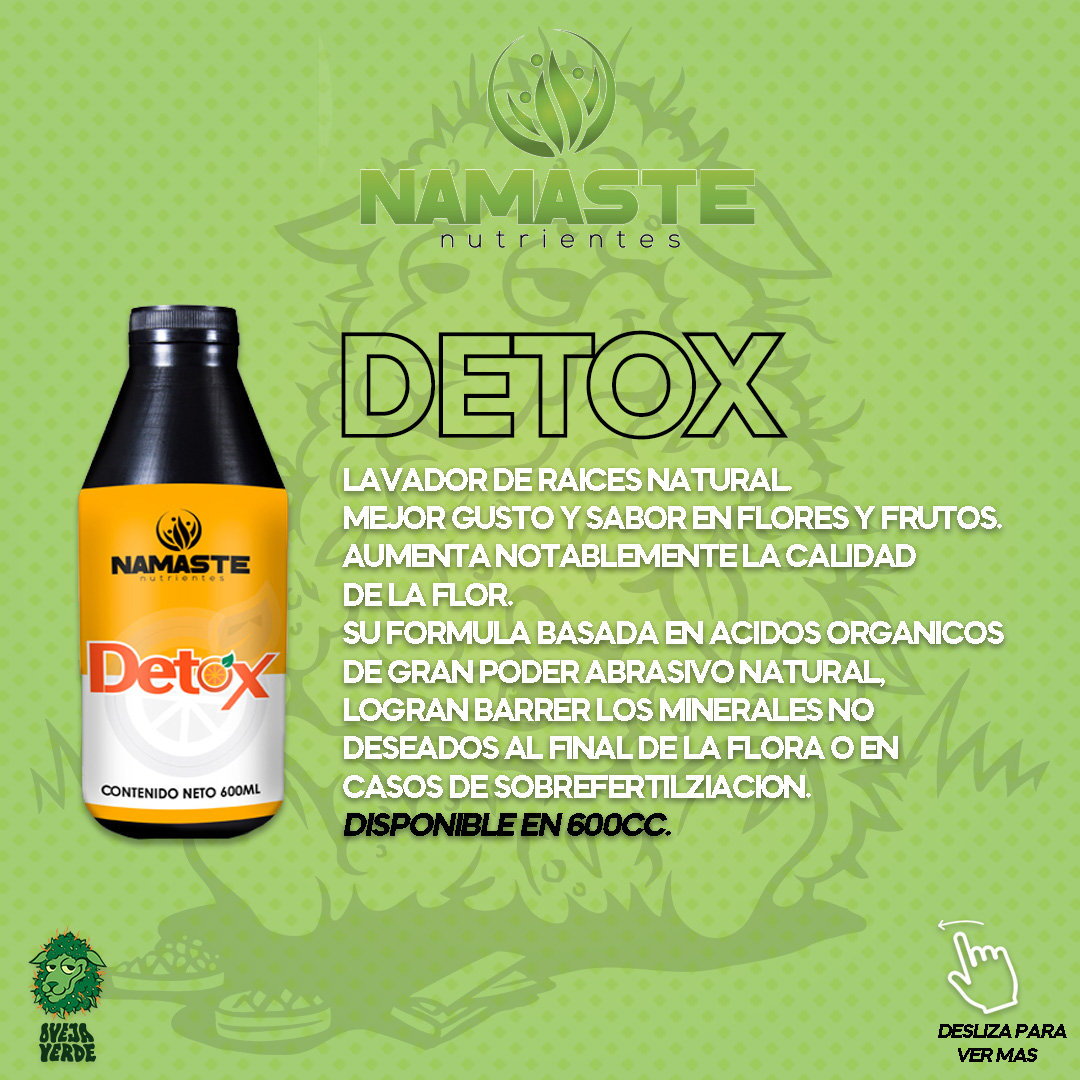 NAMASTE
nutrientes
DETOX
LAVADOR DE RAICES NATURAL.
MEJOR GUSTO Y SABOR EN FLORES Y FRUTOS.
AUMENTA NOTABLEMENTE LA CALIDAD
DE LA FLOR.
SU FORMULA BASADA EN ACIDOS ORGANICOS
DE GRAN PODER ABRASIVO NATURAL,
LOGRAN BARRER LOS MINERALES NO
DESEADOS AL FINAL DE LA FLORA O EN
CASOS DE SOBREFERTILZIACION.
DISPONIBLE EN 600CC.
NAMASTE
nutrientes
Detox
CONTENIDO NETO 600ML
OVEJA
VERDE
DESLIZA PARA
VER MAS